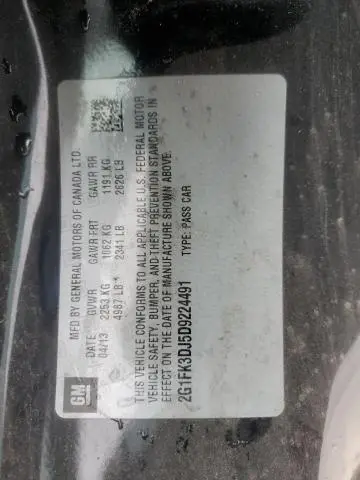 GM
MFD BY GENERAL MOTORS OF CANADA LTD.
DATE GVWR GAWR FRT GAWR RR
04/13 2253 KG 1062 KG 1191 KG
4967 LB 2341 LB 2626 LB
THIS VEHICLE CONFORMS TO ALL APPLICABLE U.S. FEDERAL MOTOR
VEHICLE SAFETY, BUMPER, AND THEFT PREVENTION STANDARDS IN
EFFECT ON THE DATE OF MANUFACTURE SHOWN ABOVE.
2G1FK3DJ5D9224491 TYPE: PASS CAR